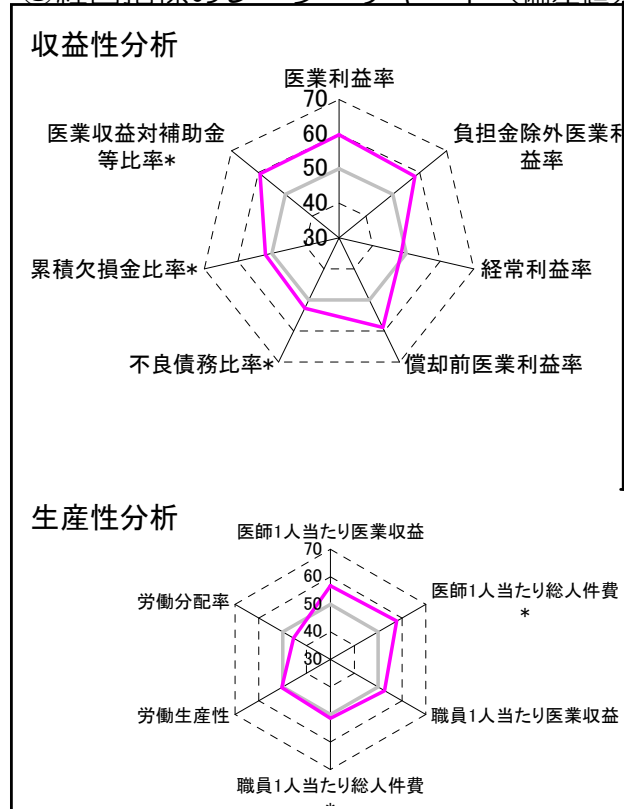 収益性分析
医業利益率
負担金除外医業利
益率
経常利益率
償却前医業利益率
不良債務比率*
累積欠損金比率*
医業収益対補助金
等比率*
70
60
50
40
30
生産性分析
医師1人当たり医業収益
医師1人当たり総人件費
*
職員1人当たり医業収益
職員1人当たり総人件費
*
労働生産性
労働分配率
70
60
50
40
30